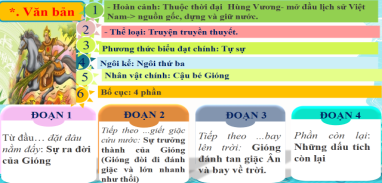 *. Văn bản
1
- Hoàn cảnh: Thuộc thời đại Hùng Vương- mở đầu lịch sử Việt
Nam-> nguồn gốc, dựng và giữ nước.
2
- Thể loại: Truyện truyền thuyết.
3
Phương thức biểu đạt chính: Tự sự
4
Ngôi kể: Ngôi thứ ba
5
Nhân vật chính: Cậu bé Gióng
6
Bố cục: 4 phần
ĐOẠN 1
Từ đầu… đặt đâu
nằm đấy: Sự ra đời
của Gióng
ĐOẠN 2
Tiếp theo …giết giặc
cứu nước: Sự trưởng
thành của Gióng
(Gióng đòi đi đánh
giặc và lớn nhanh
như thổi)
ĐOẠN 3
Tiếp theo …bay
lên trời: Gióng
đánh tan giặc Ân
và bay về trời.
ĐOẠN 4
Phần còn lại:
Những dấu tích
còn lại